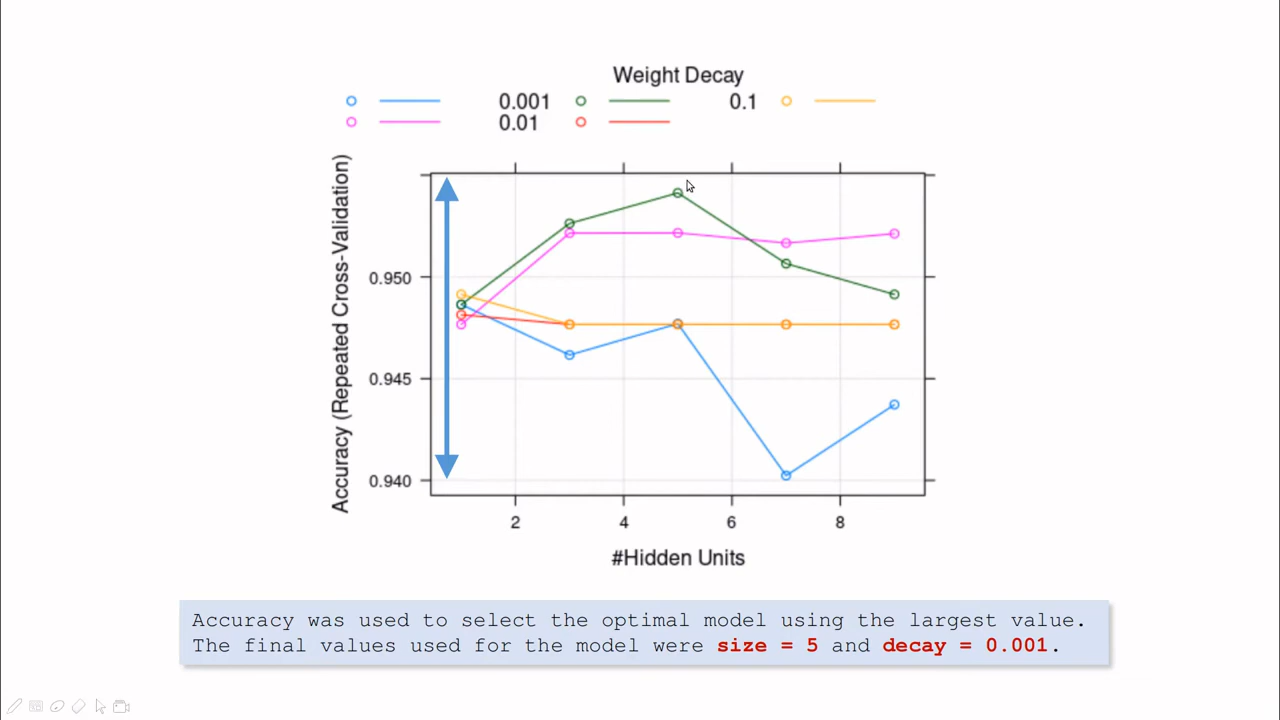 Weight Decay
0.001 0.1
0.01
Accuracy (Repeated Cross-Validation)
0.950
0.945
0.940
2 4 6 8
#Hidden Units
Accuracy was used to select the optimal model using the largest value.
The final values used for the model were size = 5 and decay = 0.001.